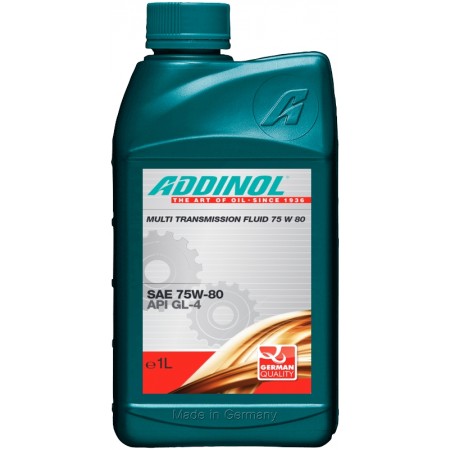 ADDINOL
THE ART OF OIL-SINCE 1936
MULTI TRANSMISSION FLUID 75 W 80
SAE 75W-80
API GL-4
℮1L
GERMAN
QUALITY
Made in Germany